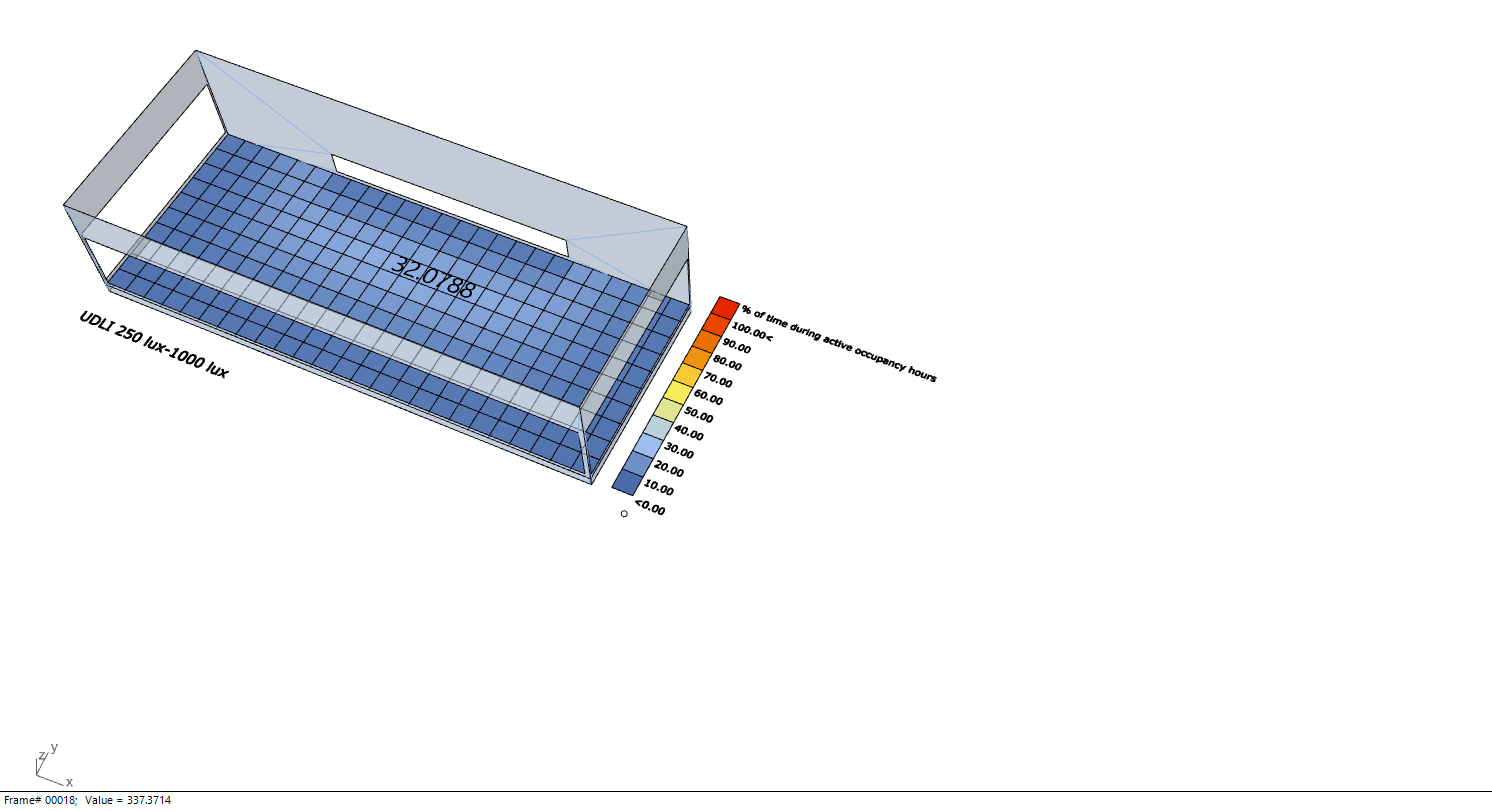 32.0788
UDLI 250 lux-1000 lux
% of time during active occupancy hours
100.00<
90.00
80.00
70.00
60.00
50.00
40.00
30.00
20.00
10.00
<0.00
z y
x
Frame# 00018; Value = 337.3714